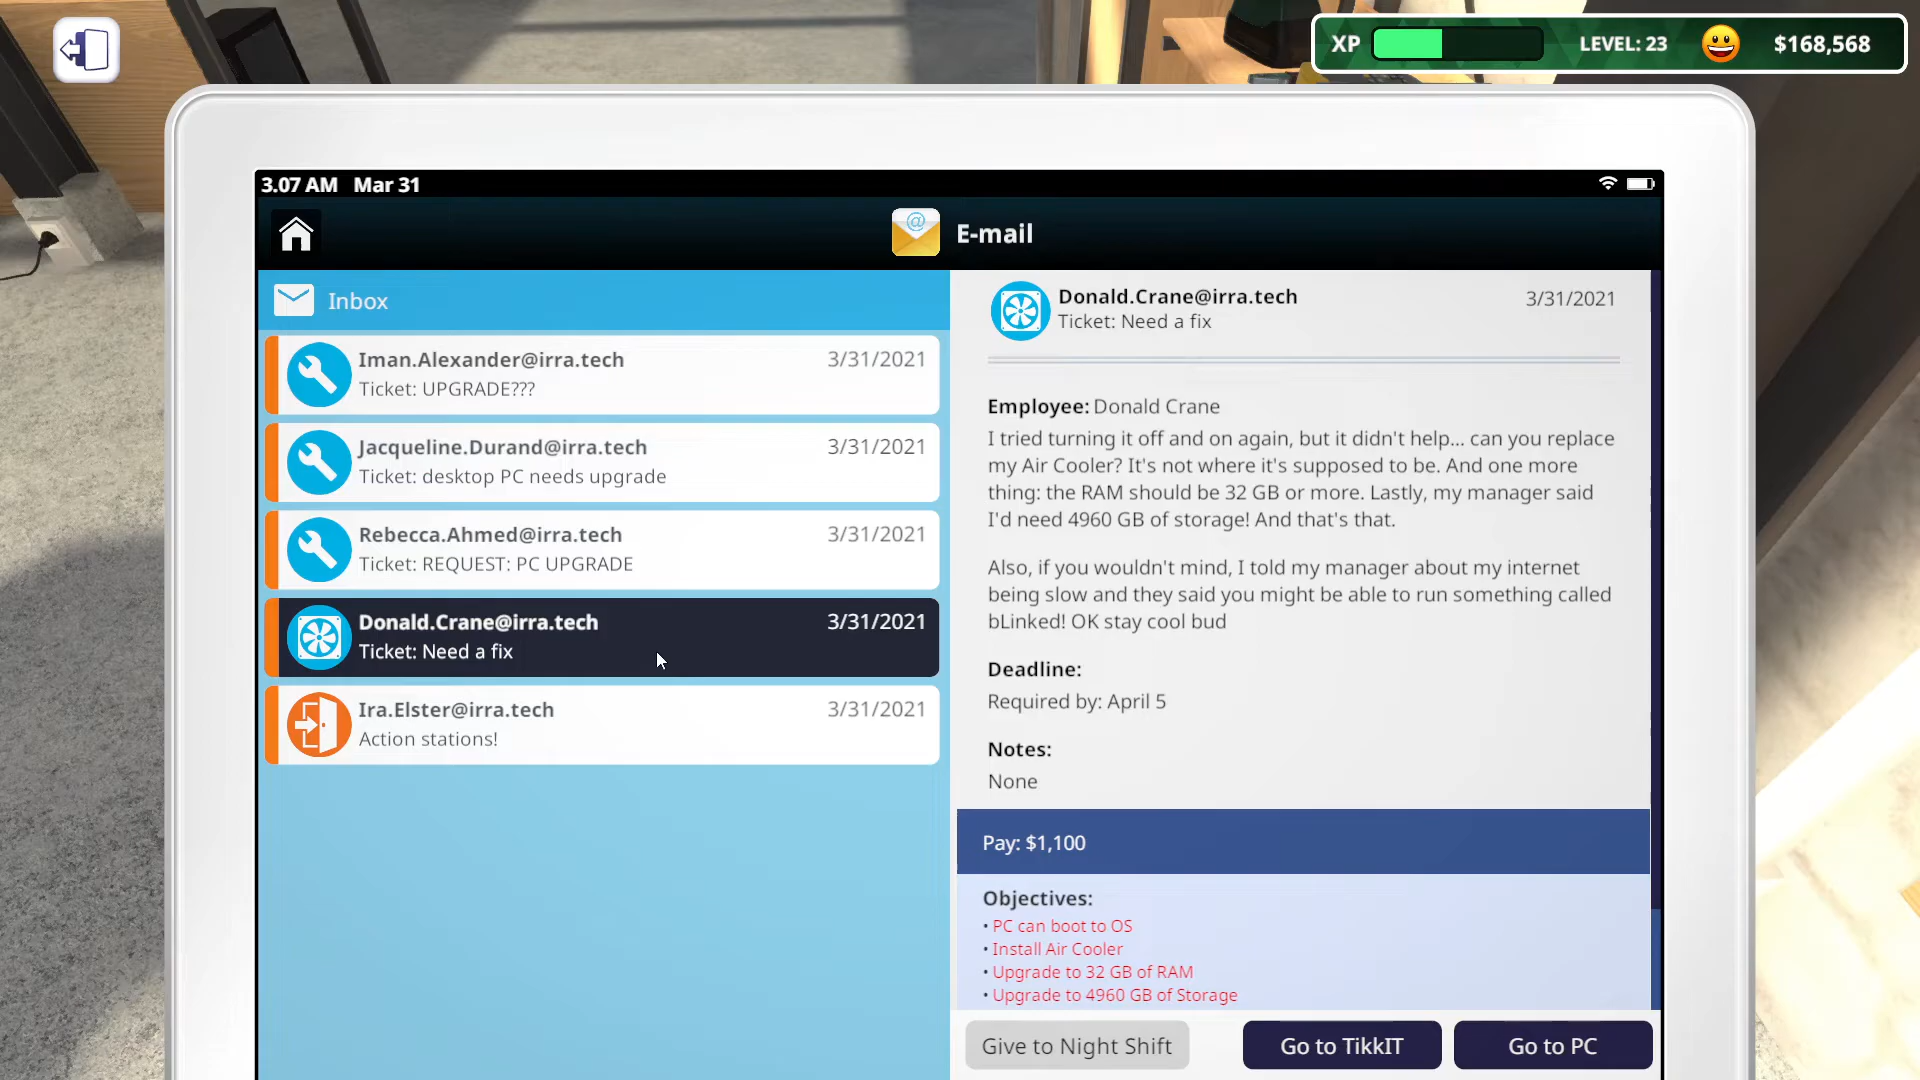 XP LEVEL: 23 $168,568
3.07 AM Mar 31
E-mail
Inbox
Iman.Alexander@irra.tech 3/31/2021
Ticket: UPGRADE???
Jacqueline.Durand@irra.tech 3/31/2021
Ticket: desktop PC needs upgrade
Rebecca.Ahmed@irra.tech 3/31/2021
Ticket: REQUEST: PC UPGRADE
Donald.Crane@irra.tech 3/31/2021
Ticket: Need a fix
Ira.Elster@irra.tech 3/31/2021
Action stations!
Donald.Crane@irra.tech 3/31/2021
Ticket: Need a fix
Employee: Donald Crane
I tried turning it off and on again, but it didn't help... can you replace
my Air Cooler? It's not where it's supposed to be. And one more
thing: the RAM should be 32 GB or more. Lastly, my manager said
I'd need 4960 GB of storage! And that's that.
Also, if you wouldn't mind, I told my manager about my internet
being slow and they said you might be able to run something called
bLinked! OK stay cool bud
Deadline:
Required by: April 5
Notes:
None
Pay: $1,100
Objectives:
• PC can boot to OS
• Install Air Cooler
• Upgrade to 32 GB of RAM
• Upgrade to 4960 GB of Storage
Give to Night Shift Go to TikkIT Go to PC